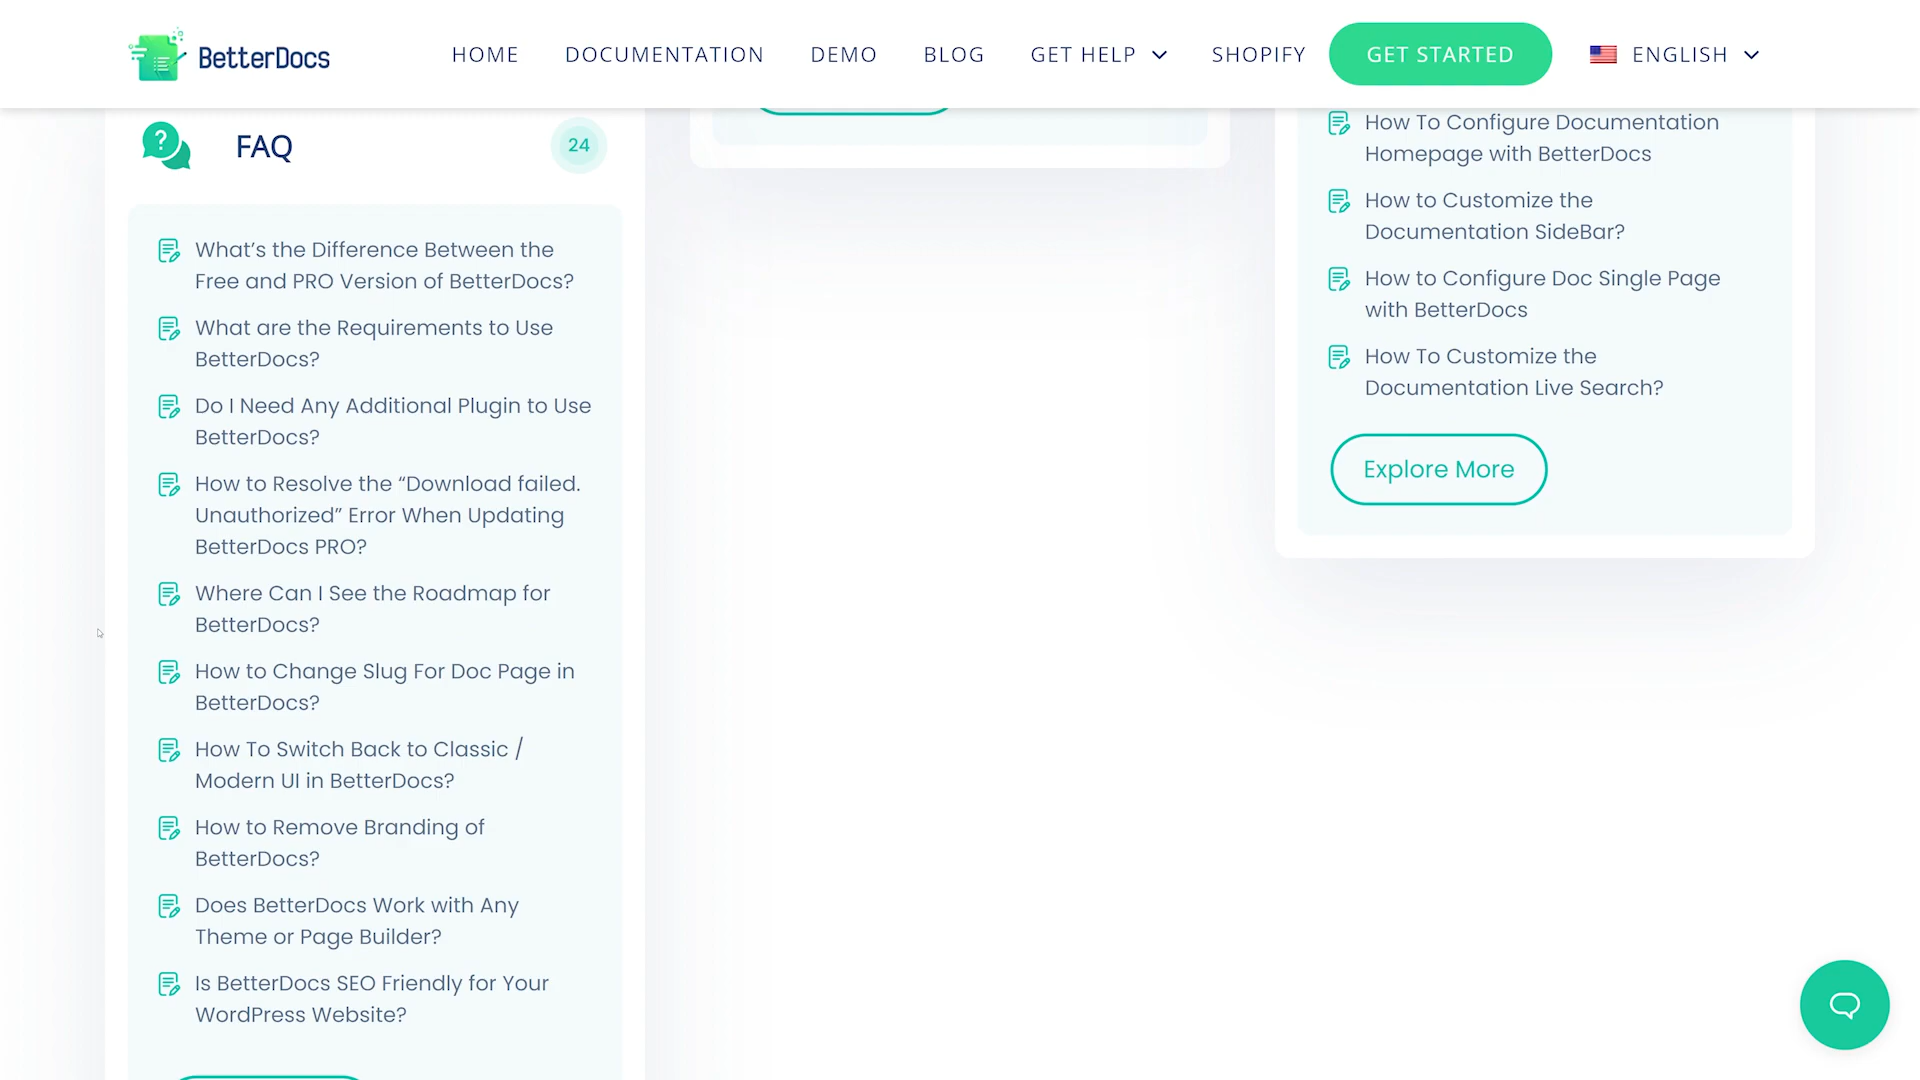 BetterDocs
HOME
DOCUMENTATION
DEMO
BLOG
GET HELP
SHOPIFY
GET STARTED
ENGLISH
FAQ
24
What’s the Difference Between the
Free and PRO Version of BetterDocs?
What are the Requirements to Use
BetterDocs?
Do I Need Any Additional Plugin to Use
BetterDocs?
How to Resolve the “Download failed.
Unauthorized” Error When Updating
BetterDocs PRO?
Where Can I See the Roadmap for
BetterDocs?
How to Change Slug For Doc Page in
BetterDocs?
How To Switch Back to Classic /
Modern UI in BetterDocs?
How to Remove Branding of
BetterDocs?
Does BetterDocs Work with Any
Theme or Page Builder?
Is BetterDocs SEO Friendly for Your
WordPress Website?
How To Configure Documentation
Homepage with BetterDocs
How to Customize the
Documentation SideBar?
How to Configure Doc Single Page
with BetterDocs
How To Customize the
Documentation Live Search?
Explore More